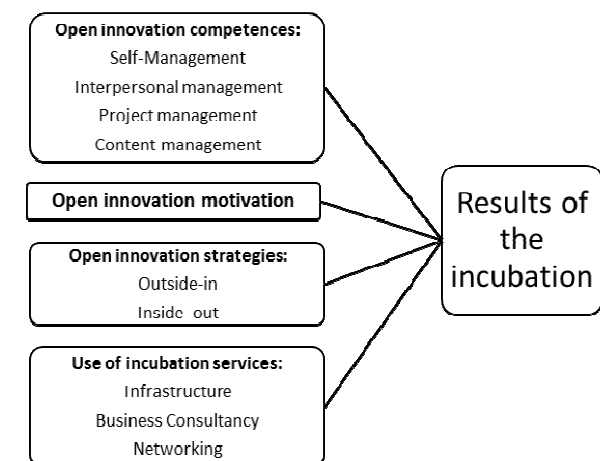 Open innovation competences:
Self-Management
Interpersonal management
Project management
Content management
Open innovation motivation
Open innovation strategies:
Outside-in
Inside out
Use of incubation services:
Infrastructure
Business Consultancy
Networking
Results of
the
incubation